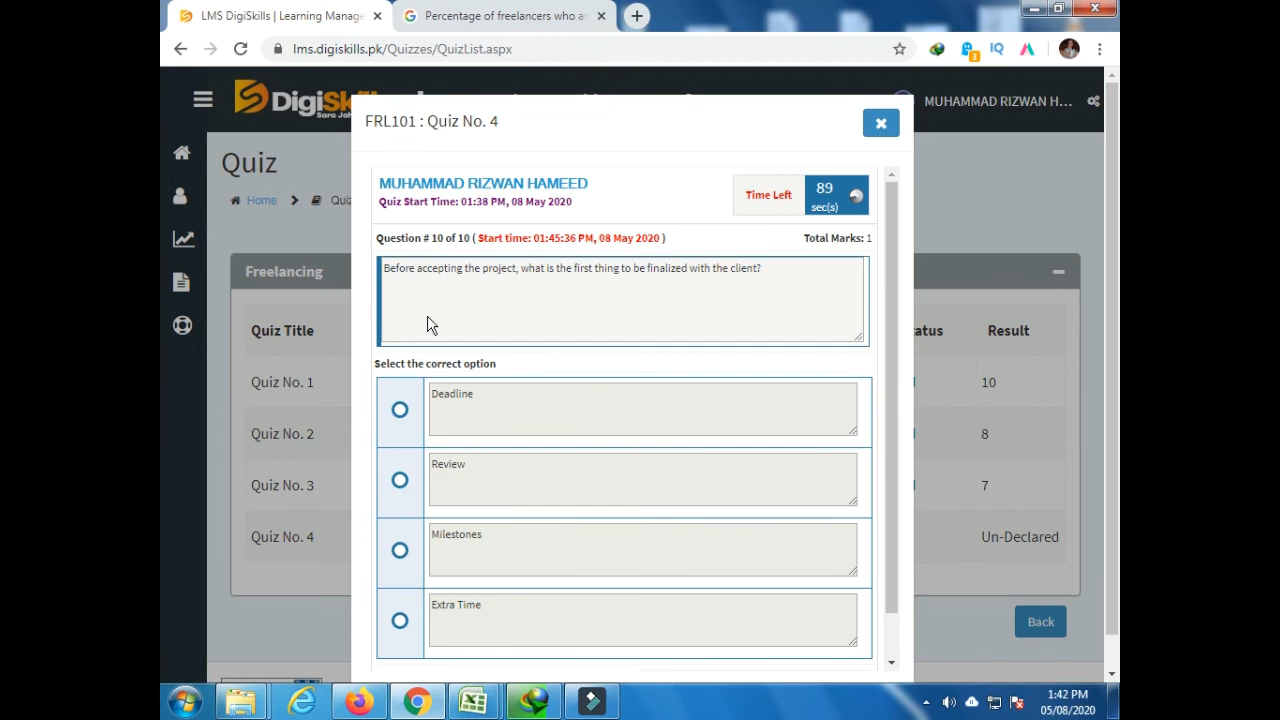 LMS DigiSkills | Learning Manage
Percentage of freelancers who a
lms.digiskills.pk/Quizzes/QuizList.aspx
IQ
3
DigiSk
MUHAMMAD RIZWAN H...
FRL101 : Quiz No. 4
Quiz
Home
Quiz
MUHAMMAD RIZWAN HAMEED
Quiz Start Time: 01:38 PM, 08 May 2020
Time Left
89
sec(s)
Question # 10 of 10 ( Start time: 01:45:36 PM, 08 May 2020 )
Total Marks: 1
Before accepting the project, what is the first thing to be finalized with the client?
Select the correct option
Deadline
Review
Milestones
Extra Time
Freelancing
Quiz Title
atus
Result
Quiz No. 1
10
Quiz No. 2
8
Quiz No. 3
7
Quiz No. 4
Un-Declared
Back
1:42 PM
05/08/2020